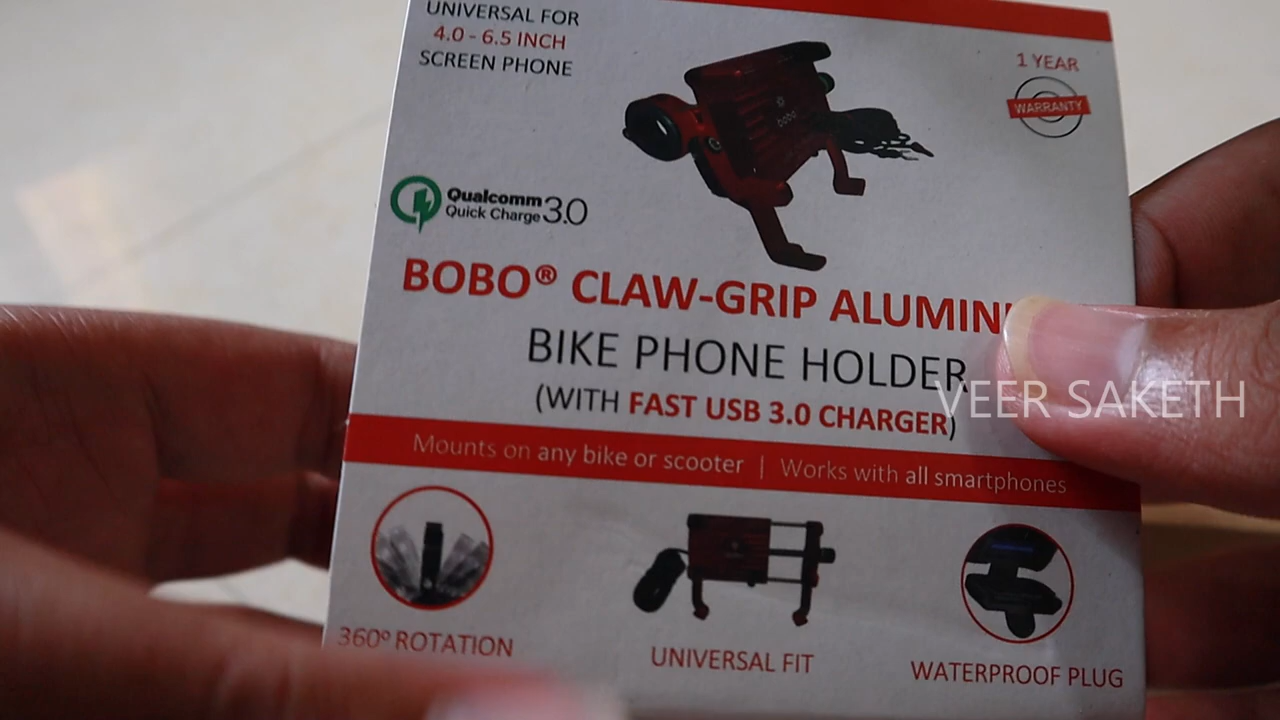 UNIVERSAL FOR
4.0 - 6.5 INCH
SCREEN PHONE
1 YEAR
WARRANTY
bobo
Qualcomm
Quick Charge 3.0
BOBO® CLAW-GRIP ALUMIN
BIKE PHONE HOLDER
(WITH FAST USB 3.0 CHARGER)
VEER SAKETH
Mounts on any bike or scooter | Works with all smartphones
360º ROTATION
UNIVERSAL FIT
WATERPROOF PLUG